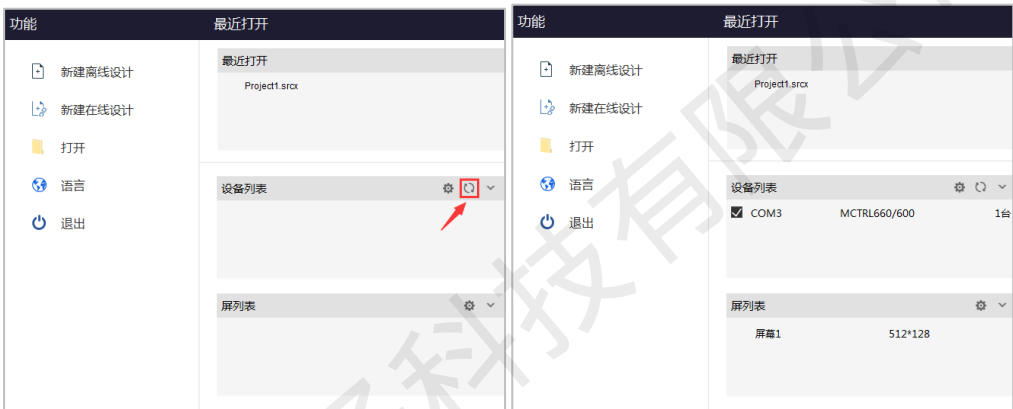 功能
最近打开
最近打开
Project1.srcx
新建离线设计
新建在线设计
打开
语言
退出
设备列表
屏列表
功能
最近打开
最近打开
Project1.srcx
新建离线设计
新建在线设计
打开
语言
退出
设备列表
COM3 MCTRL660/600 1台
屏列表
屏幕1 512*128
科技有限公